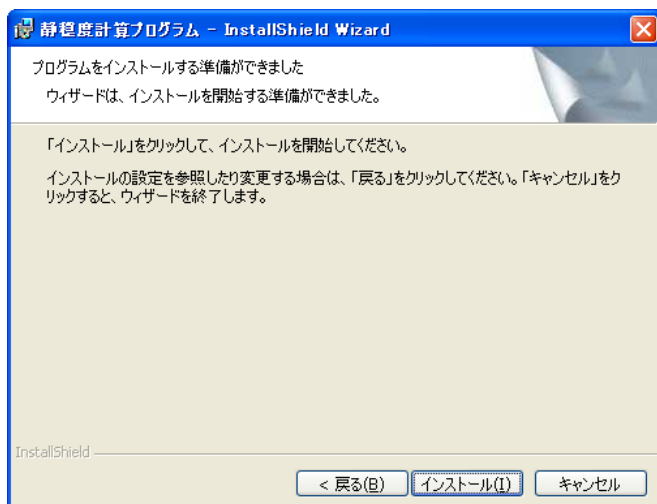 静穏度計算プログラム - InstallShield Wizard
プログラムをインストールする準備ができました
ウィザードは、インストールを開始する準備ができました。
「インストール」をクリックして、インストールを開始してください。
インストールの設定を参照したり変更する場合は、「戻る」をクリックしてください。「キャンセル」をク
リックすると、ウィザードを終了します。
InstallShield
< 戻る(B)
インストール(I)
キャンセル